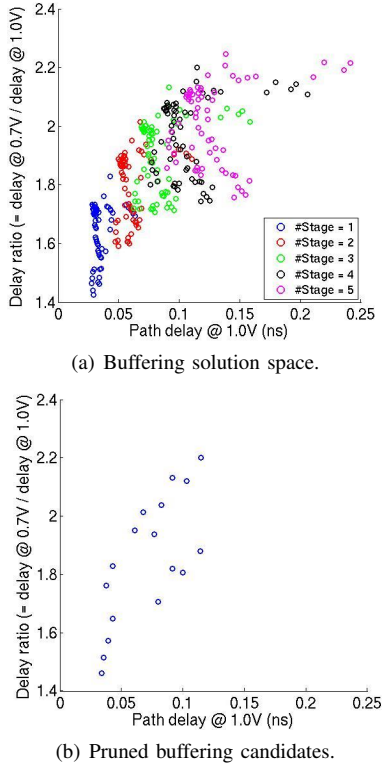 2.4
2.2
2
1.8
1.6
1.4
Delay ratio (= delay @ 0.7V / delay @ 1.0V)
#Stage = 1
#Stage = 2
#Stage = 3
#Stage = 4
#Stage = 5
0 0.05 0.1 0.15 0.2 0.25
Path delay @ 1.0V (ns)
(a) Buffering solution space.
2.4
2.2
2
1.8
1.6
1.4
Delay ratio (= delay @ 0.7V / delay @ 1.0V)
0 0.05 0.1 0.15 0.2 0.25
Path delay @ 1.0V (ns)
(b) Pruned buffering candidates.